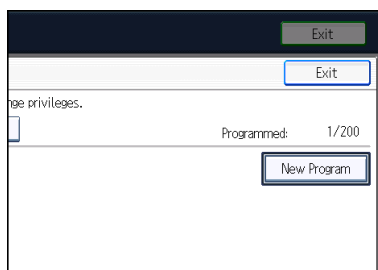 Exit
Exit
nge privileges.
Programmed: 1/200
New Program